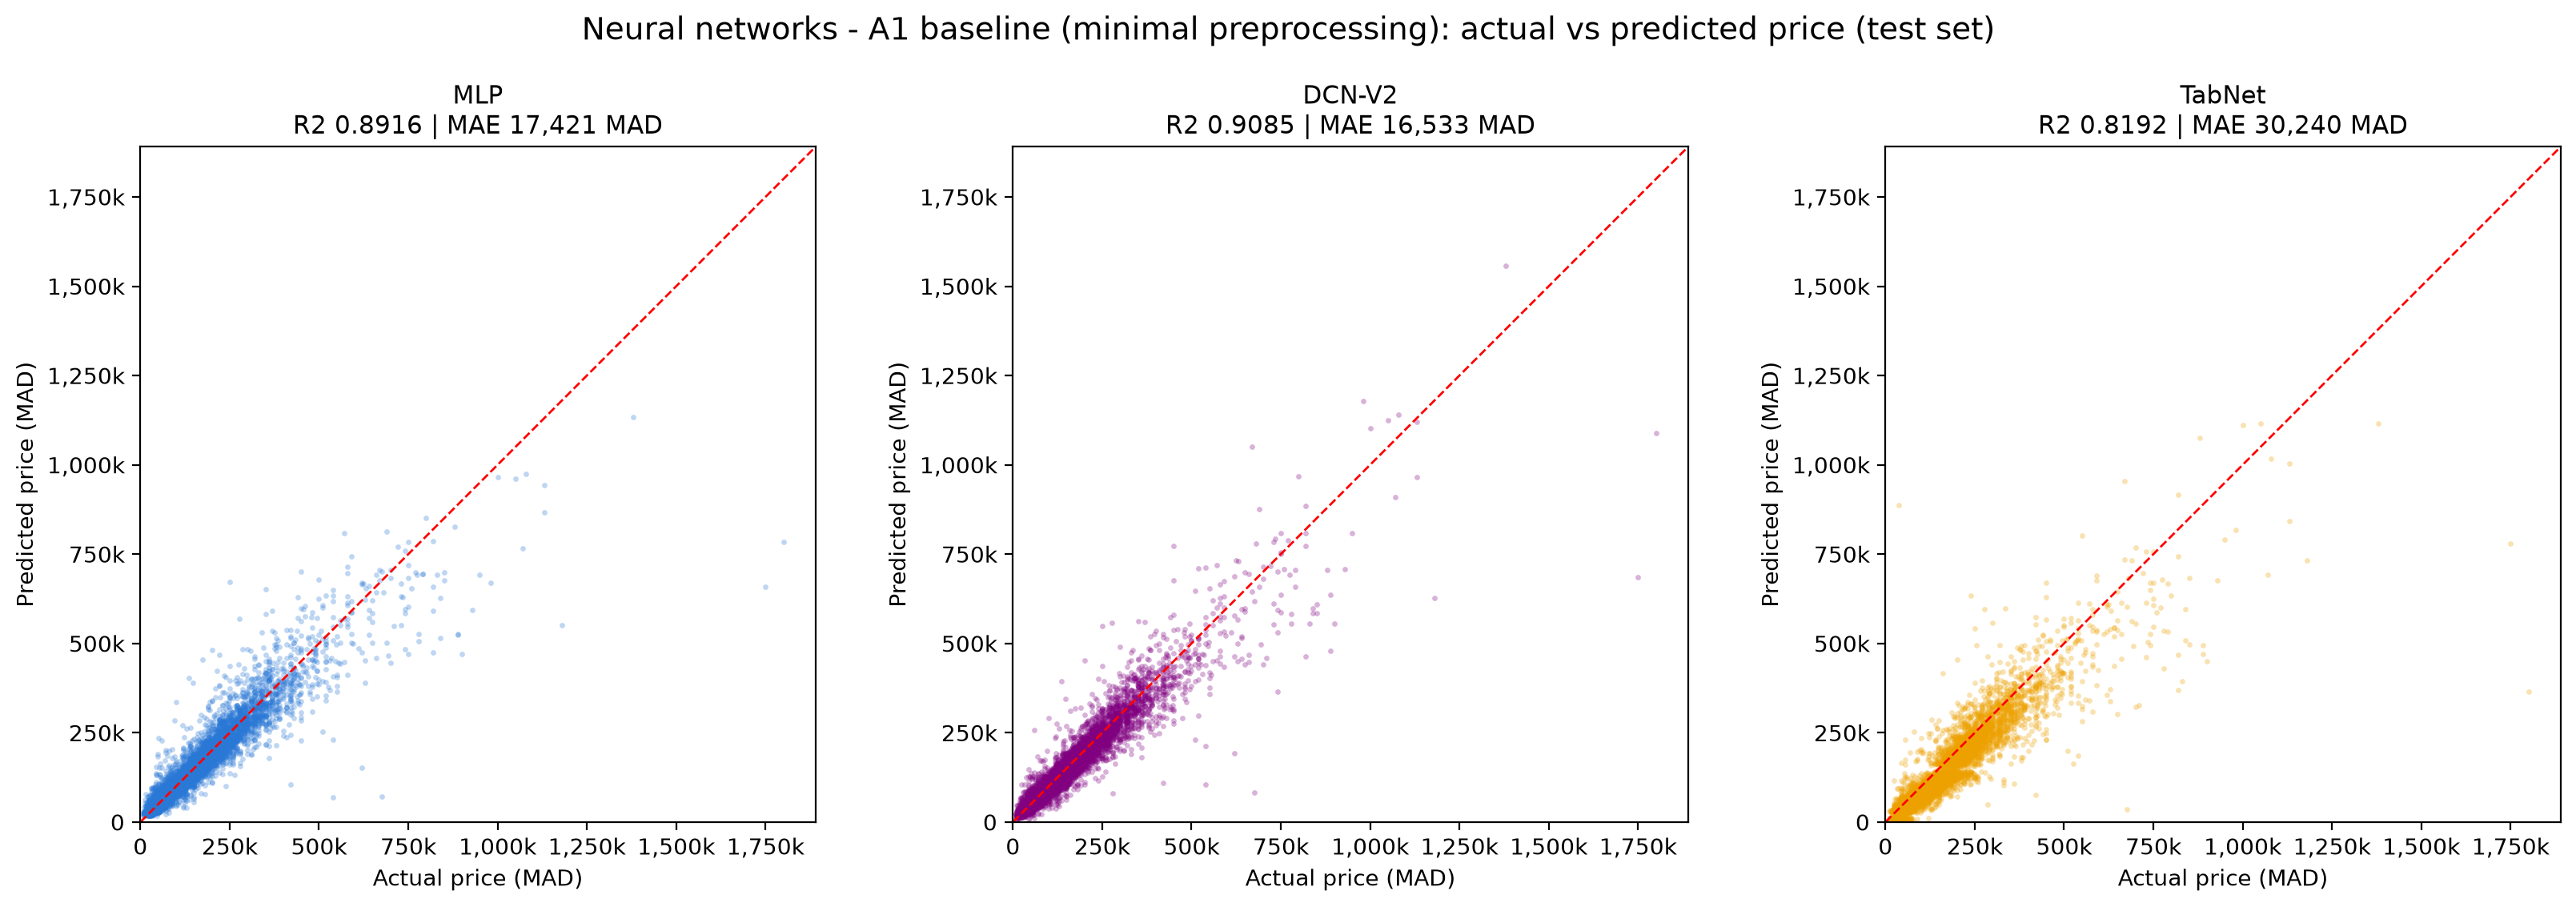 Neural networks - A1 baseline (minimal preprocessing): actual vs predicted price (test set)
MLP
R2 0.8916 | MAE 17,421 MAD
1,750k
1,500k
1,250k
1,000k
750k
500k
250k
0
Predicted price (MAD)
0 250k 500k 750k 1,000k 1,250k 1,500k 1,750k
Actual price (MAD)
DCN-V2
R2 0.9085 | MAE 16,533 MAD
1,750k
1,500k
1,250k
1,000k
750k
500k
250k
0
Predicted price (MAD)
0 250k 500k 750k 1,000k 1,250k 1,500k 1,750k
Actual price (MAD)
TabNet
R2 0.8192 | MAE 30,240 MAD
1,750k
1,500k
1,250k
1,000k
750k
500k
250k
0
Predicted price (MAD)
0 250k 500k 750k 1,000k 1,250k 1,500k 1,750k
Actual price (MAD)